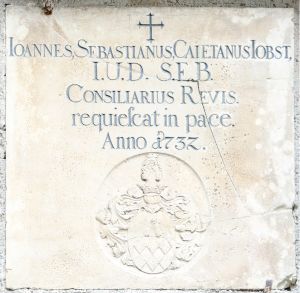 IOANNES, SEBASTIANUS, CAIETANUS IOBST,
I.U.D. S.E.B.
CONSILIARIUS REVIS.
requieſcat in pace.
Anno 1732.